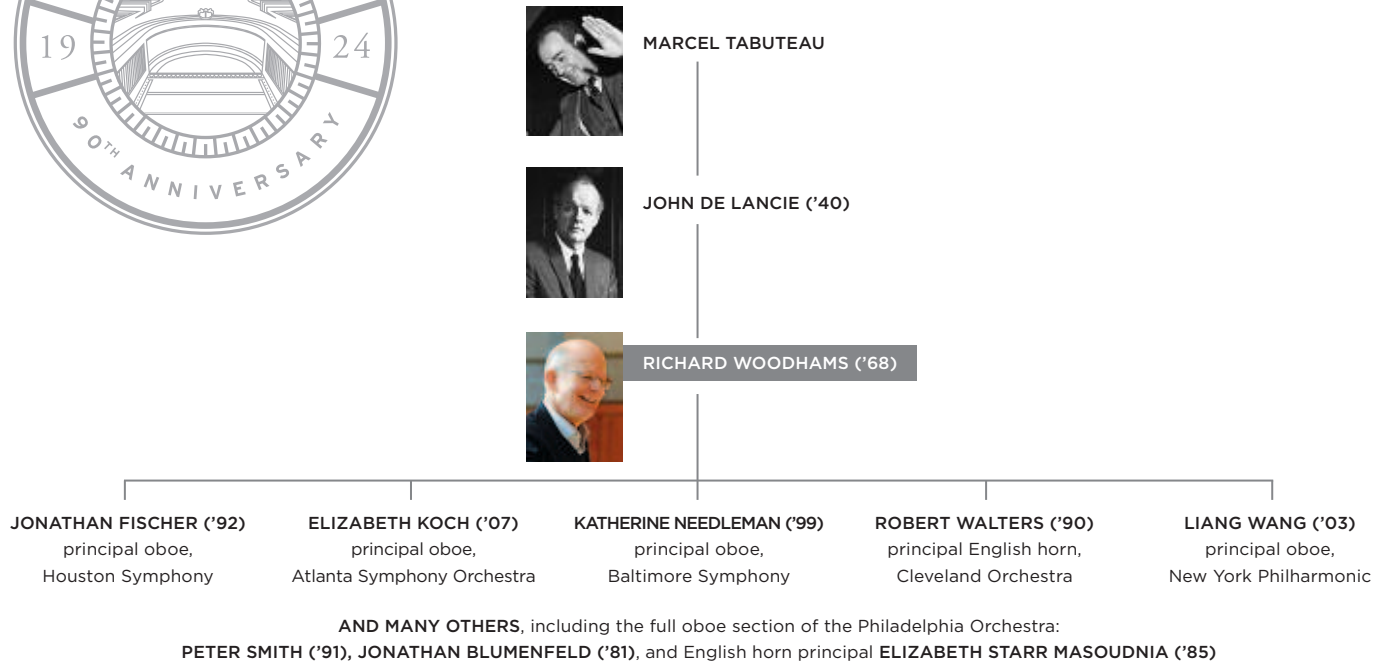 19 24
90TH ANNIVERSARY
MARCEL TABUTEAU
JOHN DE LANCIE (’40)
RICHARD WOODHAMS (’68)
JONATHAN FISCHER (’92)
principal oboe,
Houston Symphony
ELIZABETH KOCH (’07)
principal oboe,
Atlanta Symphony Orchestra
KATHERINE NEEDLEMAN (’99)
principal oboe,
Baltimore Symphony
ROBERT WALTERS (’90)
principal English horn,
Cleveland Orchestra
LIANG WANG (’03)
principal oboe,
New York Philharmonic
AND MANY OTHERS, including the full oboe section of the Philadelphia Orchestra:
PETER SMITH (’91), JONATHAN BLUMENFELD (’81), and English horn principal ELIZABETH STARR MASOUDNIA (’85)